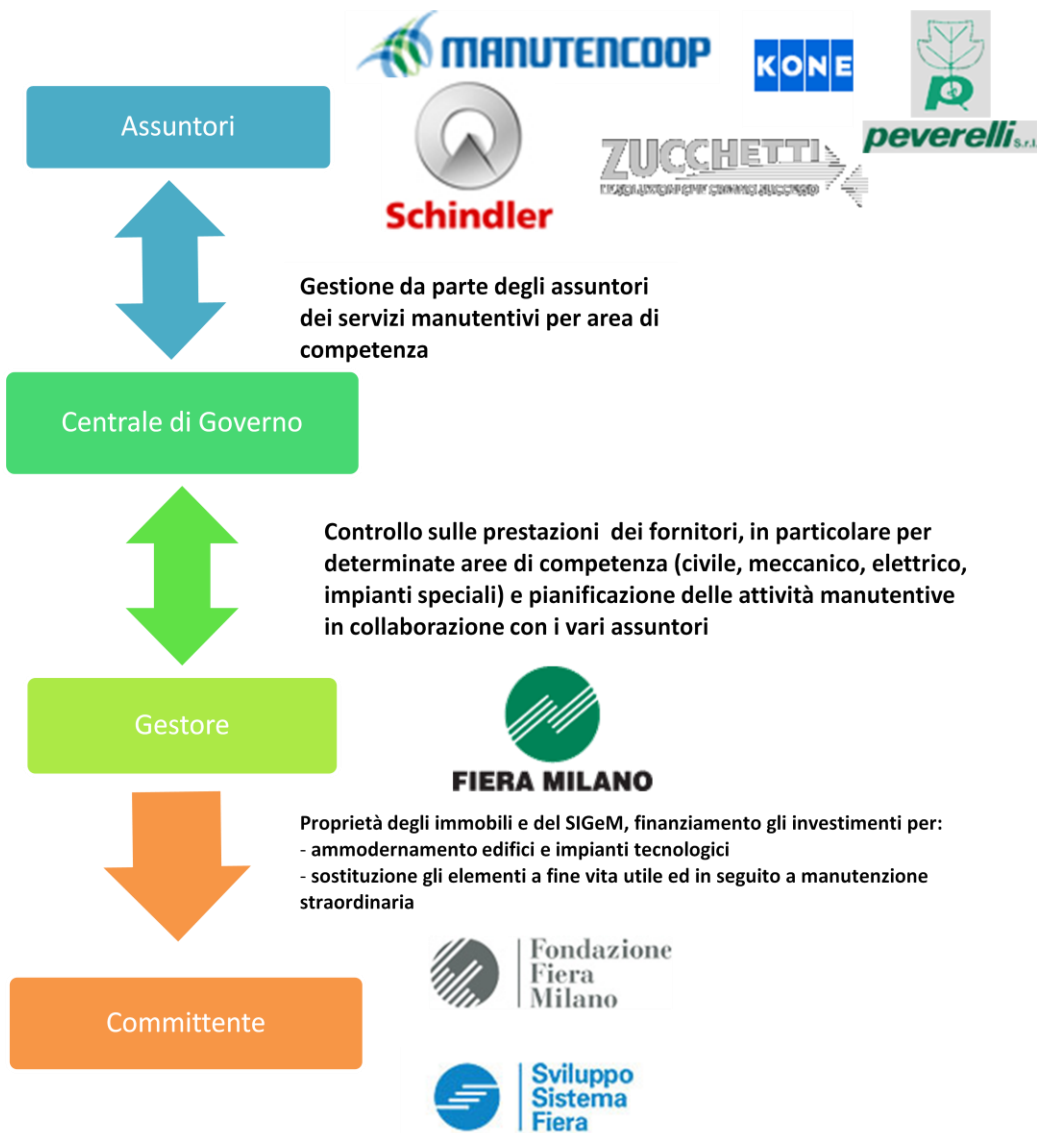 MANUTENCOOP
KONE
peverelli S.r.l.
Assuntori
Schindler
ZUCCHETTI
Gestione da parte degli assuntori
dei servizi manutentivi per area di
competenza
Centrale di Governo
Controllo sulle prestazioni dei fornitori, in particolare per
determinate aree di competenza (civile, meccanico, elettrico,
impianti speciali) e pianificazione delle attività manutentive
in collaborazione con i vari assuntori
Gestore
FIERA MILANO
Proprietà degli immobili e del SIGeM, finanziamento gli investimenti per:
- ammodernamento edifici e impianti tecnologici
- sostituzione gli elementi a fine vita utile ed in seguito a manutenzione
straordinaria
Fondazione
Fiera
Milano
Committente
Sviluppo
Sistema
Fiera